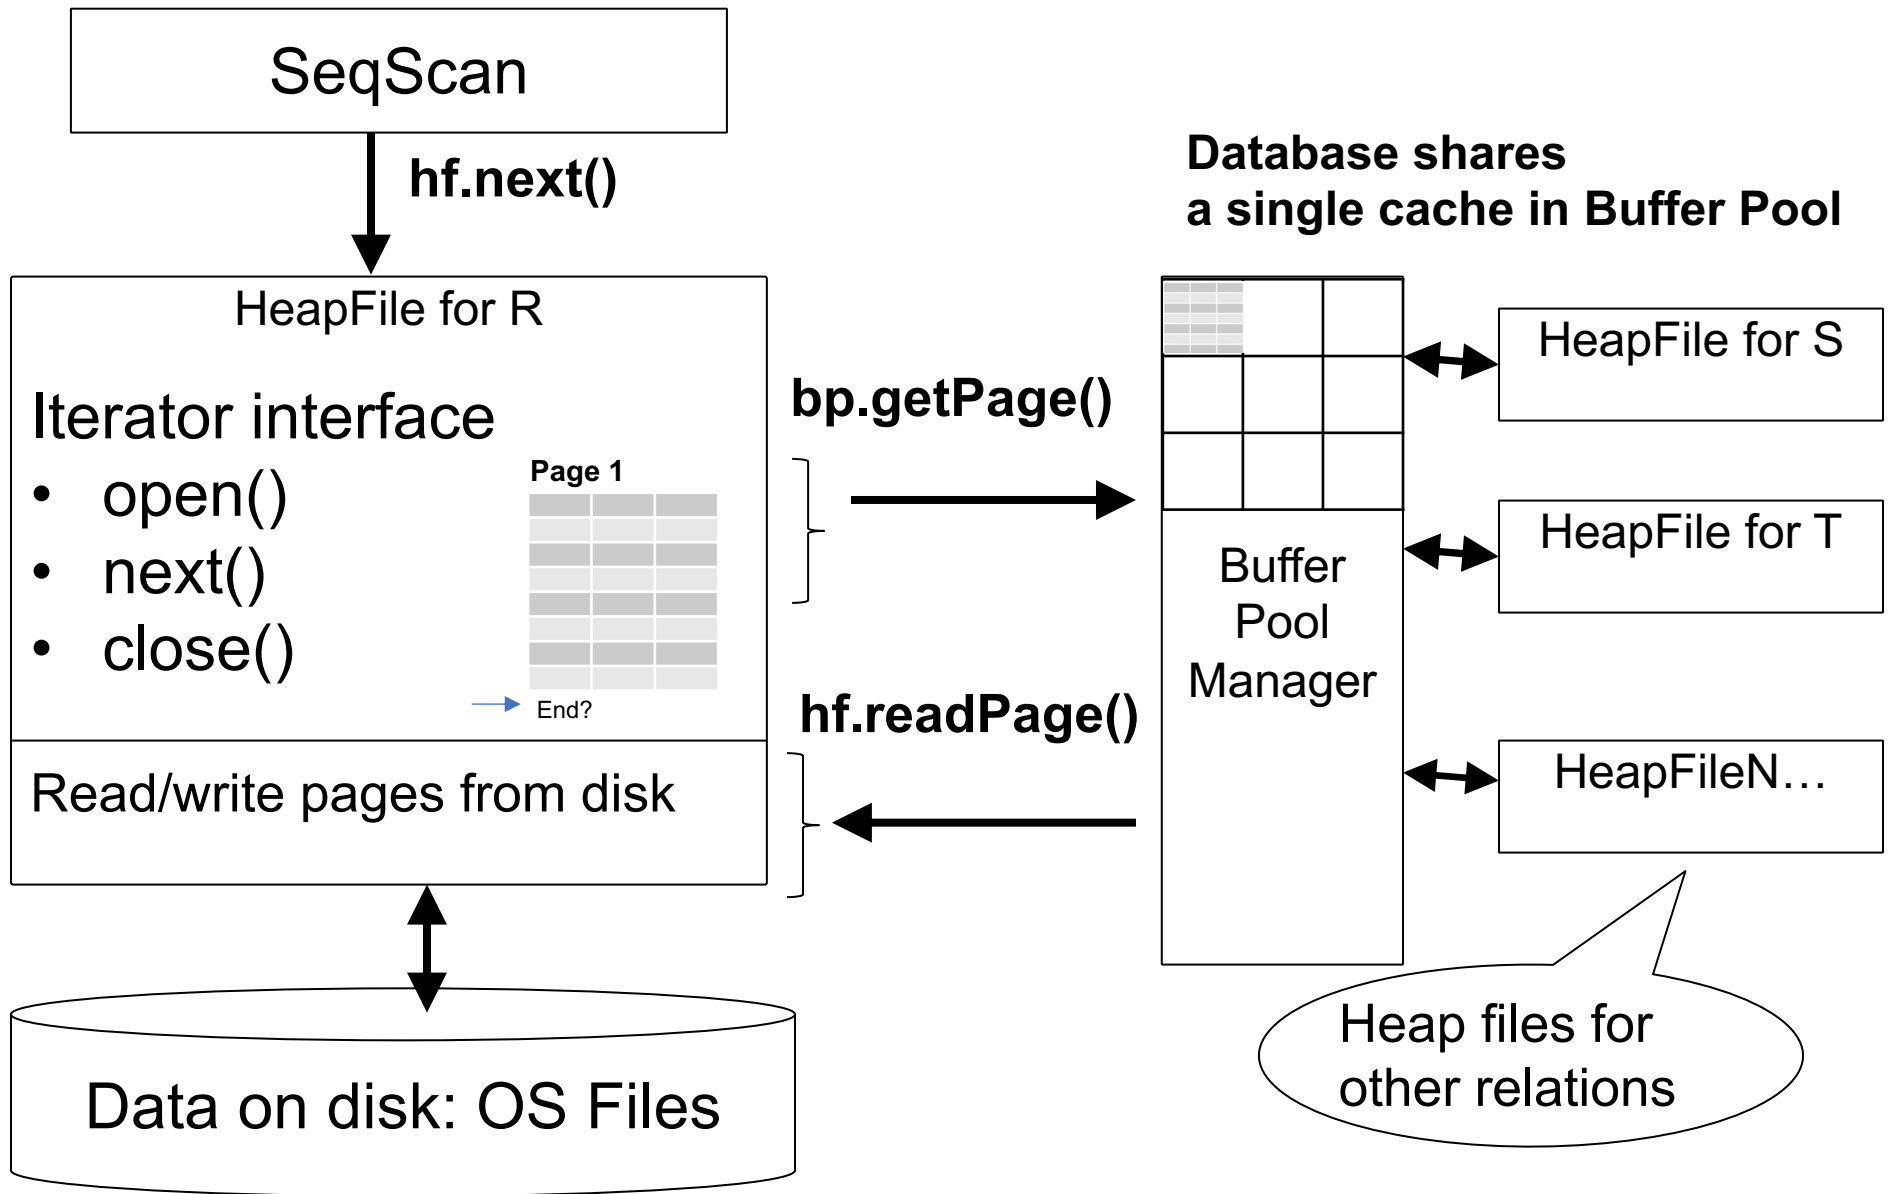 SeqScan
hf.next()
Database shares
a single cache in Buffer Pool
HeapFile for R
Iterator interface
• open()
• next()
• close()
Page 1
End?
Read/write pages from disk
bp.getPage()
hf.readPage()
Buffer
Pool
Manager
HeapFile for S
HeapFile for T
HeapFileN…
Heap files for
other relations
Data on disk: OS Files